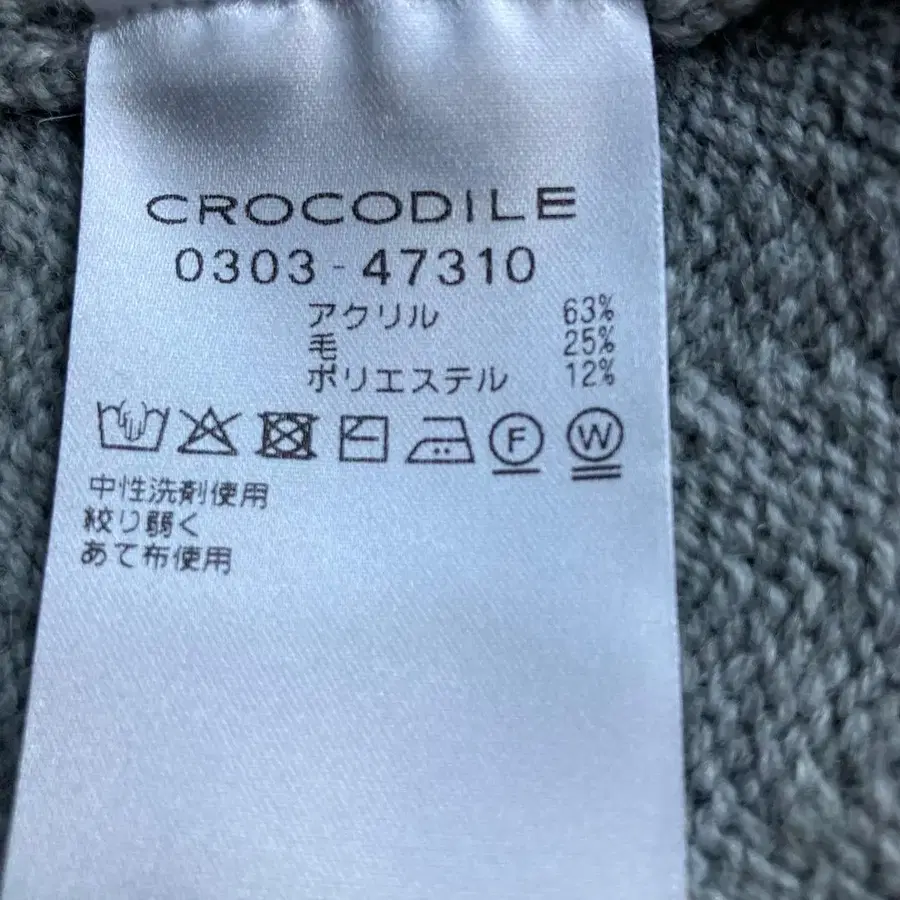 CROCODILE
0303-47310
アクリル 63%
毛 25%
ポリエステル 12%
F W
中性洗剤使用
絞り弱く
あて布使用